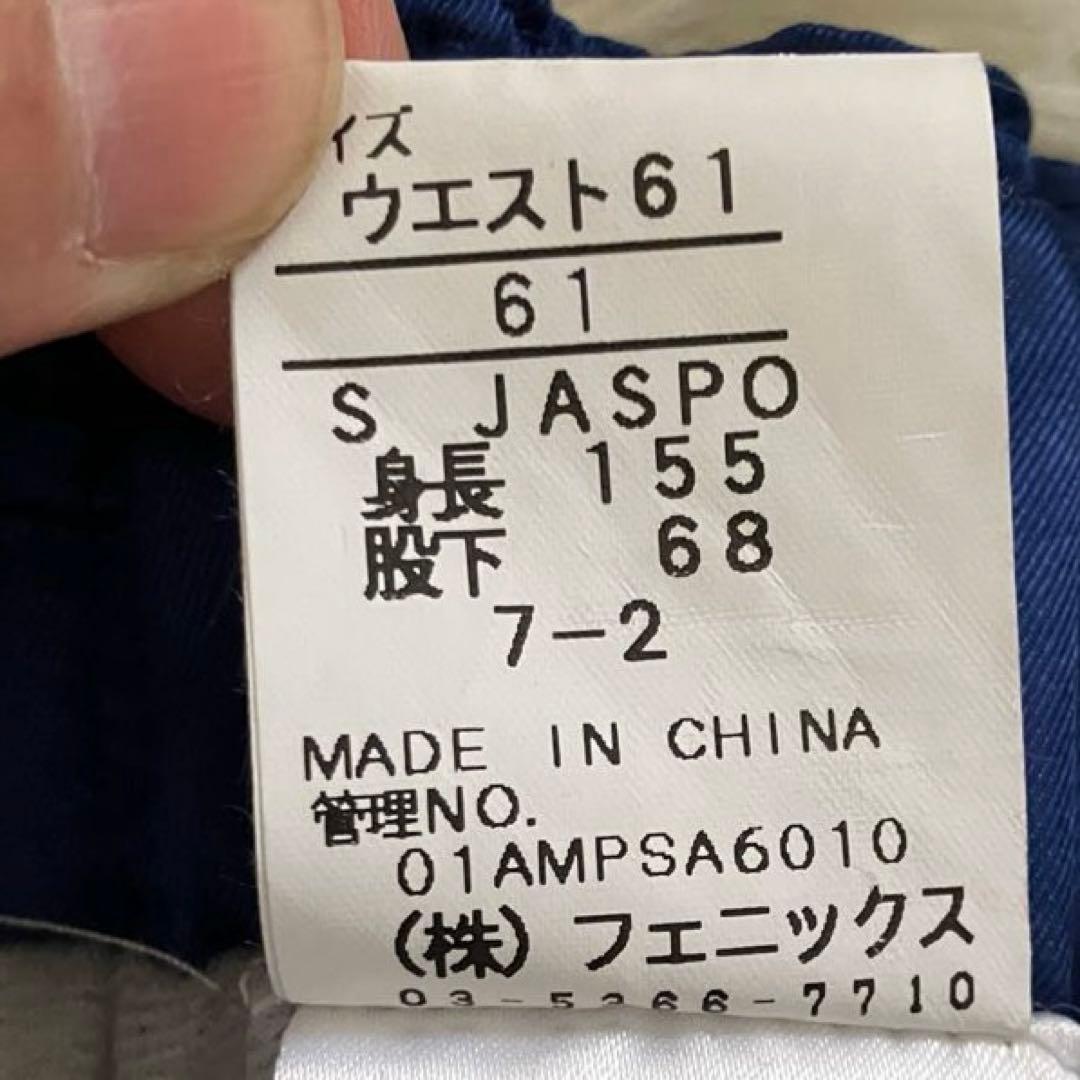 イズ
ウエスト61
61
S JASPO
身長 155
股下 68
7-2
MADE IN CHINA
管理NO.
01AMPSA6010
(株)フェニックス
03-5366-7710